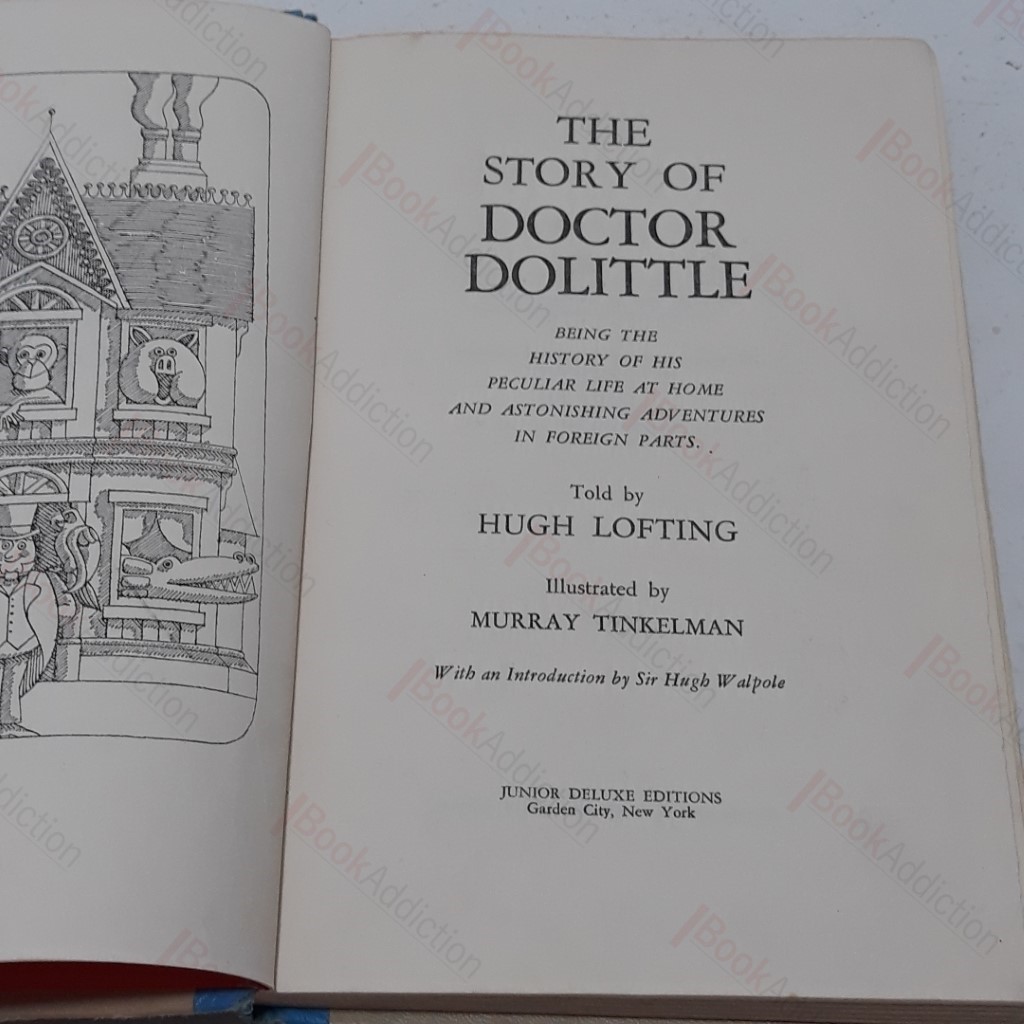 THE
STORY OF
DOCTOR
DOLITTLE
BEING THE
HISTORY OF HIS
PECULIAR LIFE AT HOME
AND ASTONISHING ADVENTURES
IN FOREIGN PARTS.
Told by
HUGH LOFTING
Illustrated by
MURRAY TINKELMAN
With an Introduction by Sir Hugh Walpole
JUNIOR DELUXE EDITIONS
Garden City, New York
BookAddiction